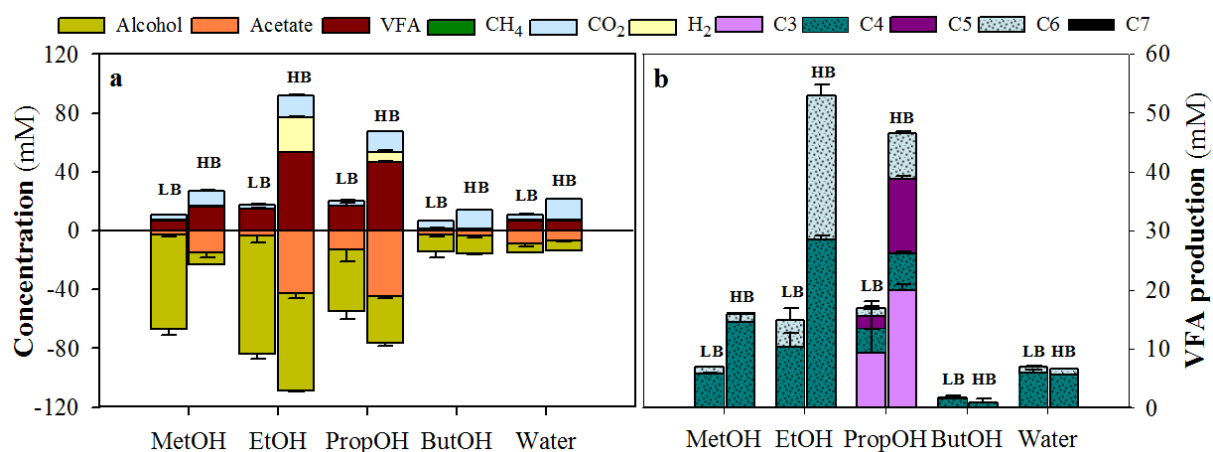 Alcohol Acetate VFA CH4 CO2 H2 C3 C4 C5 C6 C7
a
b
Concentration (mM)
120
80
40
0
-40
-80
-120
LB HB LB HB LB HB LB HB LB HB
MetOH EtOH PropOH ButOH Water
LB HB LB HB LB HB LB HB LB HB
MetOH EtOH PropOH ButOH Water
60
50
40
30
20
10
0
VFA production (mM)